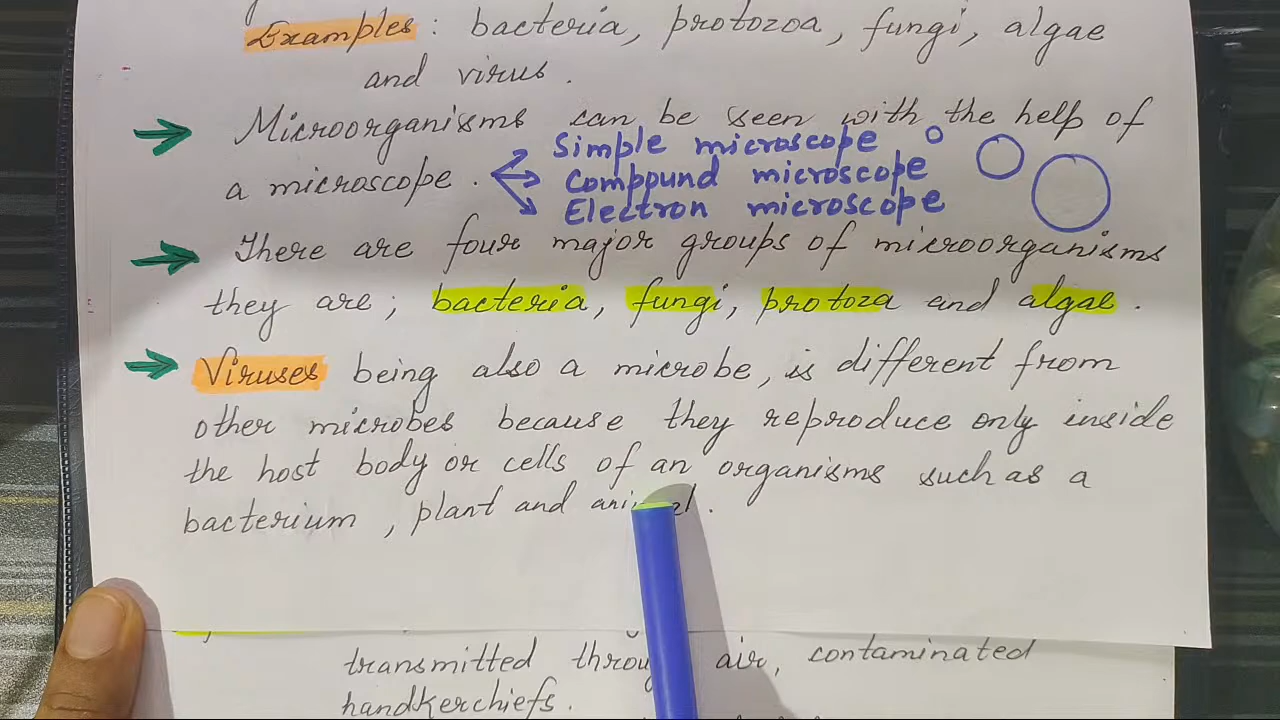 Examples : bacteria, protozoa, fungi, algae
and virus.
→ Microorganisms can be seen with the help of
a microscope.
Simple microscope
Compound microscope
Electron microscope
→ There are four major groups of microorganisms
they are; bacteria, fungi, protoza and algae.
→ Viruses being also a microbe, is different from
other microbes because they reproduce only inside
the host body or cells of an organisms such as a
bacterium, plant and
transmitted through air, contaminated
handkerchiefs.